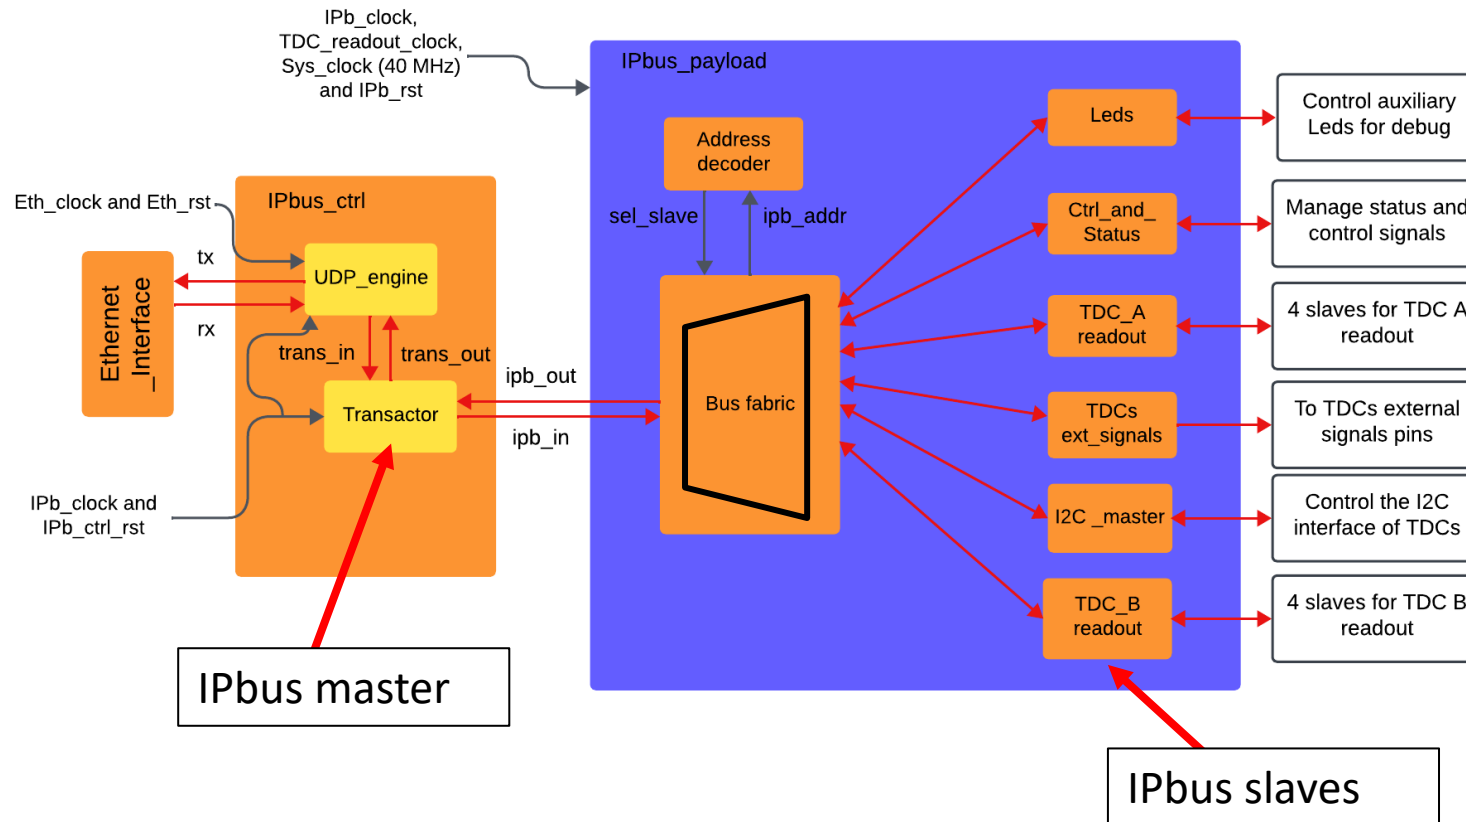 IPb_clock,
TDC_readout_clock,
Sys_clock (40 MHz)
and IPb_rst
IPbus_payload
Leds
Control auxiliary
Leds for debug
Address
decoder
sel_slave
ipb_addr
Ctrl_and_
Status
Manage status and
control signals
Eth_clock and Eth_rst
IPbus_ctrl
tx
rx
Ethernet
_Interface
UDP_engine
trans_in
trans_out
Transactor
ipb_out
ipb_in
Bus fabric
TDC_A
readout
4 slaves for TDC A
readout
TDCs
ext_signals
To TDCs external
signals pins
IPb_clock and
IPb_ctrl_rst
I2C _master
Control the I2C
interface of TDCs
TDC_B
readout
4 slaves for TDC B
readout
IPbus master
IPbus slaves